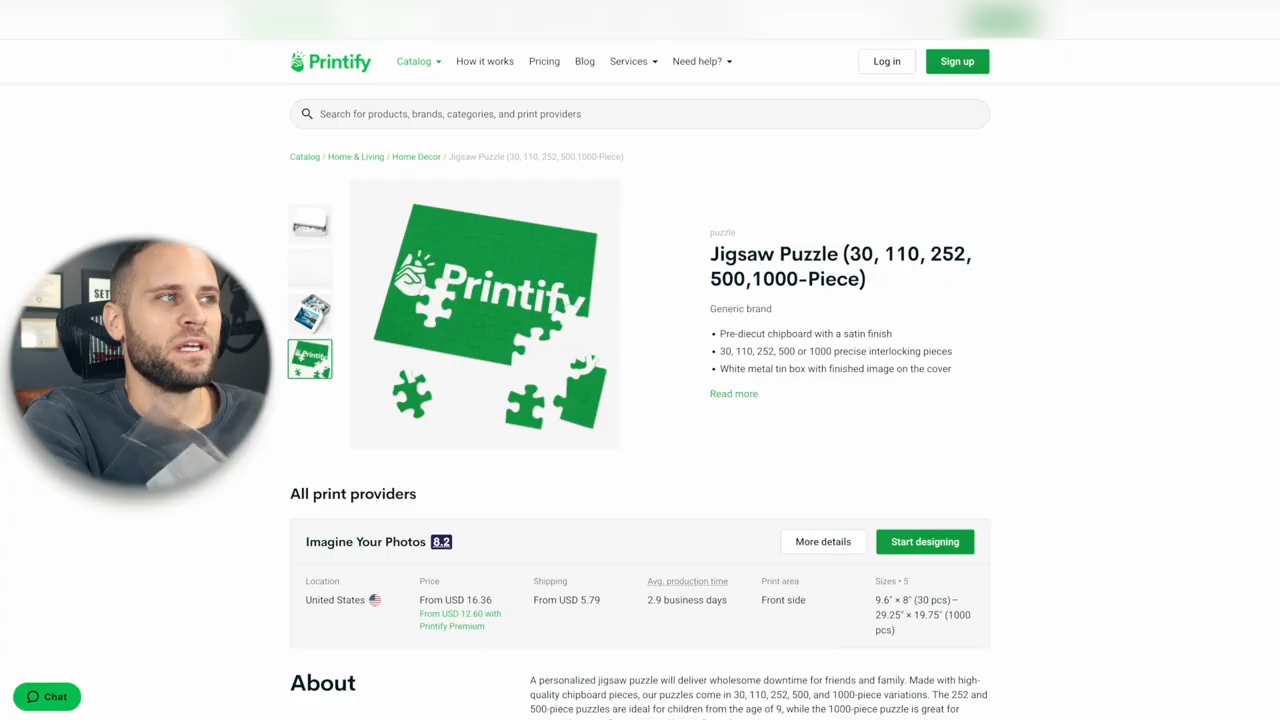 Printify
Catalog
How it works
Pricing
Blog
Services
Need help?
Log in
Sign up
Search for products, brands, categories, and print providers
Catalog / Home & Living / Home Decor / Jigsaw Puzzle (30, 110, 252, 500,1000-Piece)
Printify
SET
puzzle
Jigsaw Puzzle (30, 110, 252,
500,1000-Piece)
Generic brand
• Pre-diecut chipboard with a satin finish
• 30, 110, 252, 500 or 1000 precise interlocking pieces
• White metal tin box with finished image on the cover
Read more
All print providers
Imagine Your Photos 8.2
More details
Start designing
Location
United States
Price
From USD 16.36
From USD 12.60 with
Printify Premium
Shipping
From USD 5.79
Avg. production time
2.9 business days
Print area
Front side
Sizes • 5
9.6" × 8" (30 pcs) –
29.25" × 19.75" (1000
pcs)
About
A personalized jigsaw puzzle will deliver wholesome downtime for friends and family. Made with high-
quality chipboard pieces, our puzzles come in 30, 110, 252, 500, and 1000-piece variations. The 252 and
500-piece puzzles are ideal for children from the age of 9, while the 1000-piece puzzle is great for
Chat